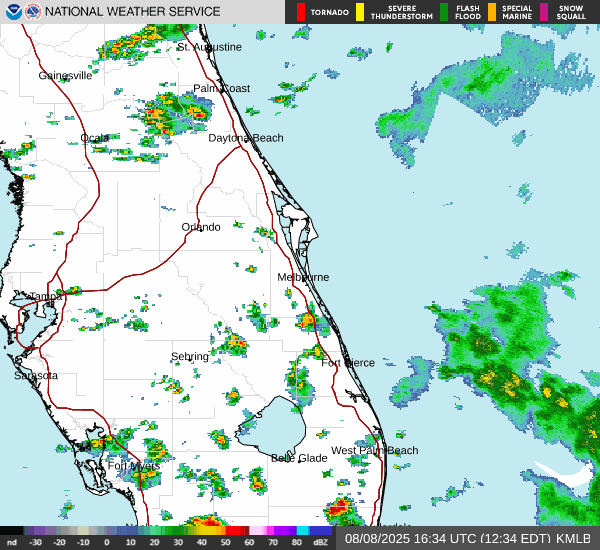 NATIONAL WEATHER SERVICE
TORNADO
SEVERE THUNDERSTORM
FLASH FLOOD
SPECIAL MARINE
SNOW SQUALL
St. Augustine
Gainesville
Palm Coast
Ocala
Daytona Beach
Orlando
Melbourne
Tampa
Sebring
Fort Pierce
Sarasota
West Palm Beach
Belle Glade
Fort Myers
nd -30 -20 -10 0 10 20 30 40 50 60 70 80 dBZ
08/08/2025 16:34 UTC (12:34 EDT) KMLB